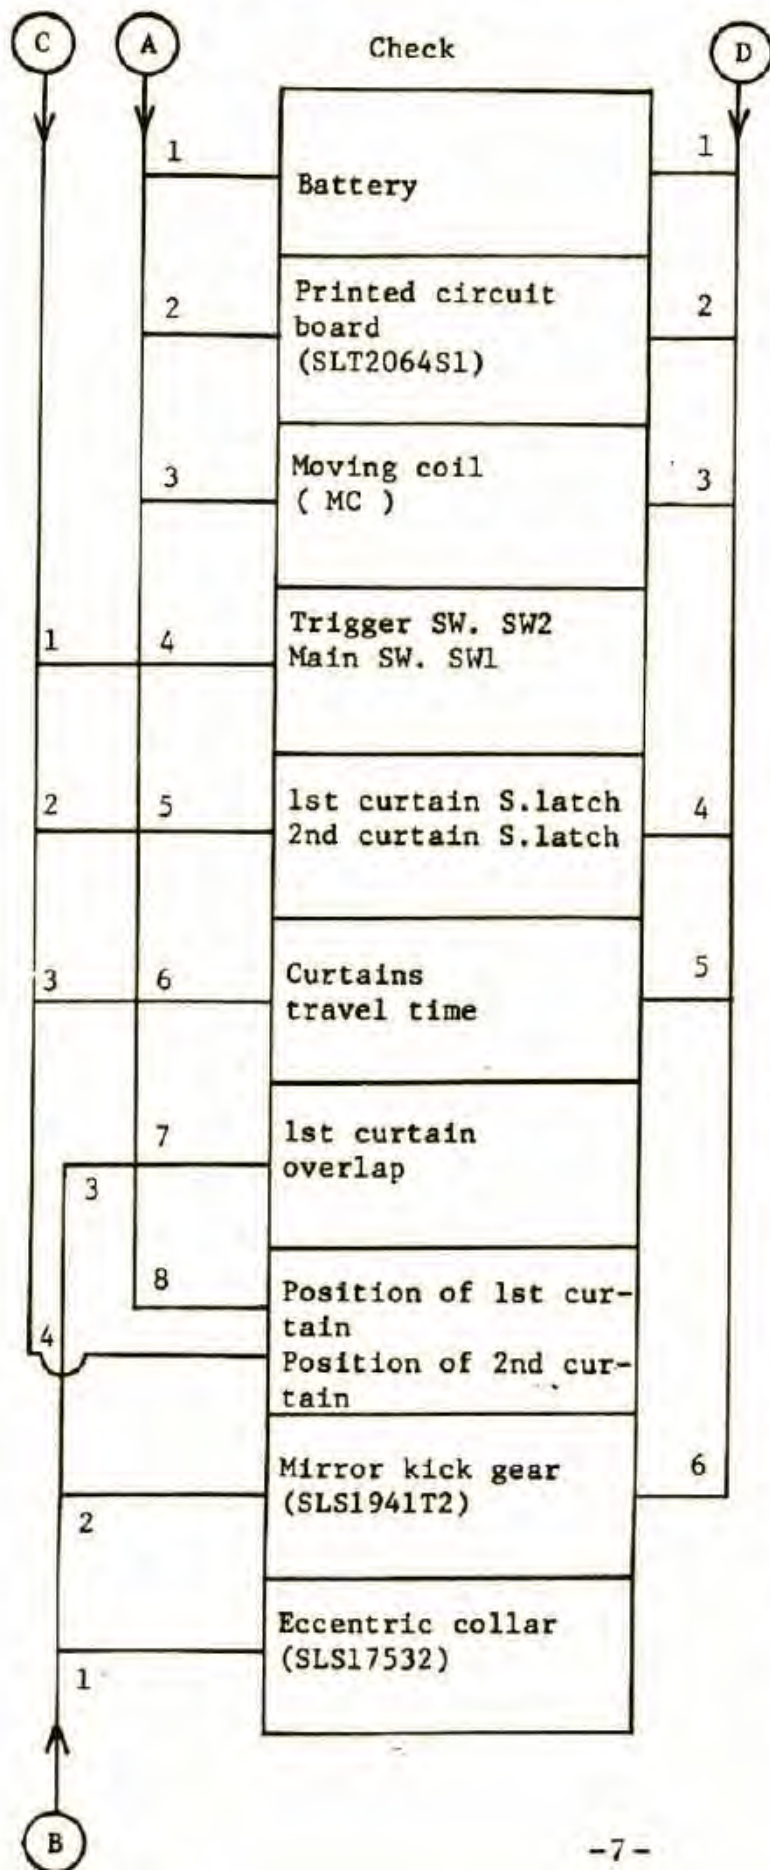 C
A
Check
D
1
1
Battery
2
Printed circuit
board
(SLT2064S1)
2
3
Moving coil
( MC )
3
1
4
Trigger SW. SW2
Main SW. SW1
2
5
1st curtain S.latch
2nd curtain S.latch
4
3
6
Curtains
travel time
5
7
3
1st curtain
overlap
8
4
Position of 1st cur-
tain
Position of 2nd cur-
tain
2
Mirror kick gear
(SLS1941T2)
6
1
Eccentric collar
(SLS17532)
B
-7-